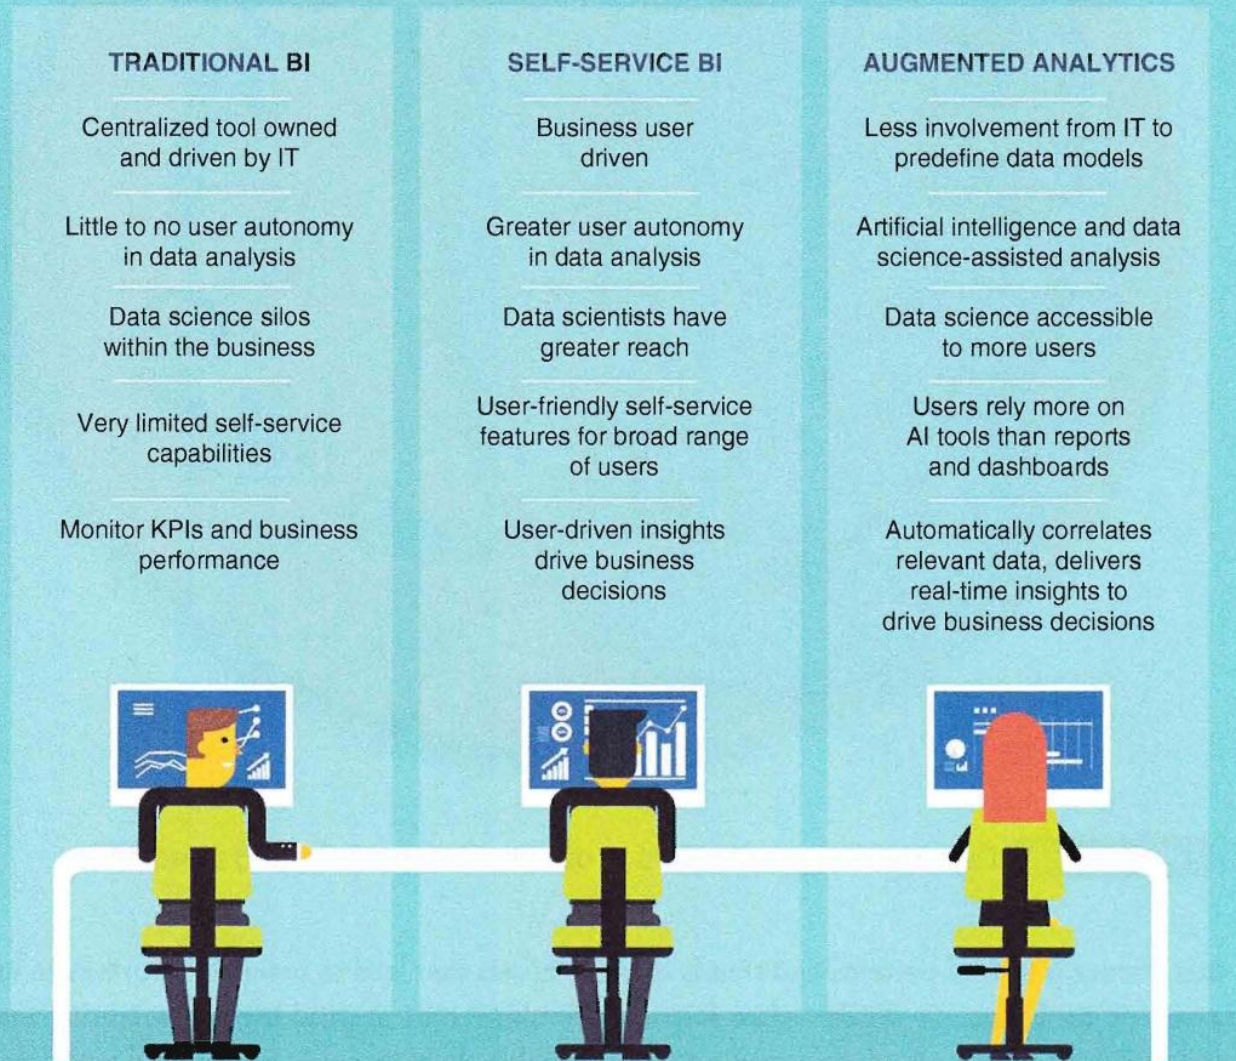 TRADITIONAL BI
Centralized tool owned
and driven by IT
Little to no user autonomy
in data analysis
Data science silos
within the business
Very limited self-service
capabilities
Monitor KPIs and business
performance
SELF-SERVICE BI
Business user
driven
Greater user autonomy
in data analysis
Data scientists have
greater reach
User-friendly self-service
features for broad range
of users
User-driven insights
drive business
decisions
AUGMENTED ANALYTICS
Less involvement from IT to
predefine data models
Artificial intelligence and data
science-assisted analysis
Data science accessible
to more users
Users rely more on
AI tools than reports
and dashboards
Automatically correlates
relevant data, delivers
real-time insights to
drive business decisions